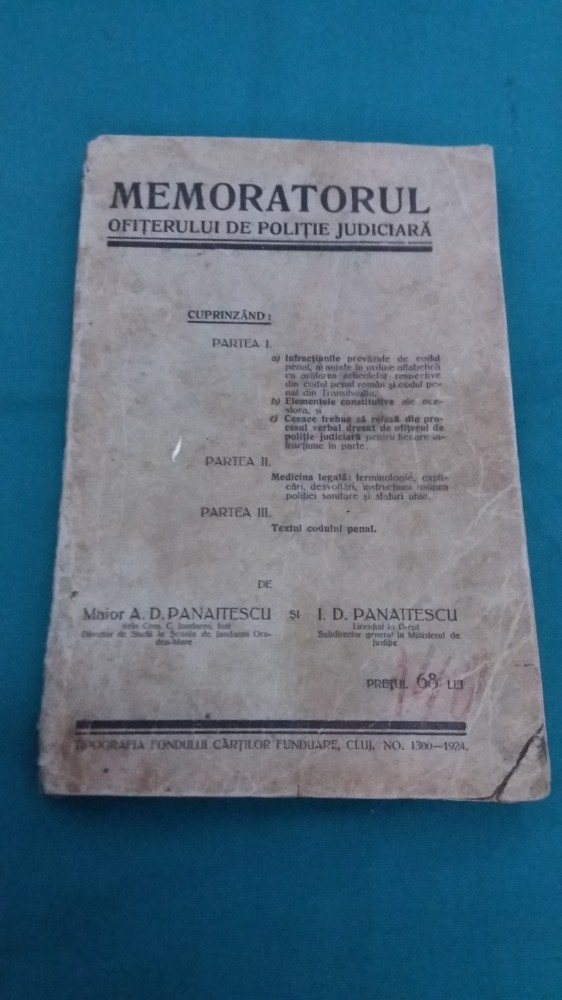 MEMORATORUL
OFIȚERULUI DE POLIȚIE JUDICIARĂ
CUPRINZÂND:
PARTEA I.
a) Infracțiunile prevăzute de codul
penal, în ordine alfabetică
cu arătarea articolelor respective
din codul penal român și codul pe-
nal din Transilvania;
b) Elementele constitutive ale ace-
stora, și
c) Ceeace trebue să reiasă din pro-
cesul verbal dresat de ofițerul de
poliție judiciară pentru fiecare in-
fracțiune în parte.
PARTEA II.
Medicina legală: terminologie, expli-
cări, desvoltări, instrucțiuni asupra
poliției sanitare și sfaturi utile.
PARTEA III.
Textul codului penal.
DE
Maior A. D. PANAITESCU ȘI I. D. PANAITESCU
din Corp. Jandarmi,
Licențiat în Drept
Director de Studii la Școala de Jandarmi Ora-
dea-Mare
Subdirector general în Ministerul de
Justiție
PREȚUL 68 LEI
TIPOGRAFIA FONDULUI CĂRȚILOR FUNDUARE, CLUJ, NO. 1300—1924.